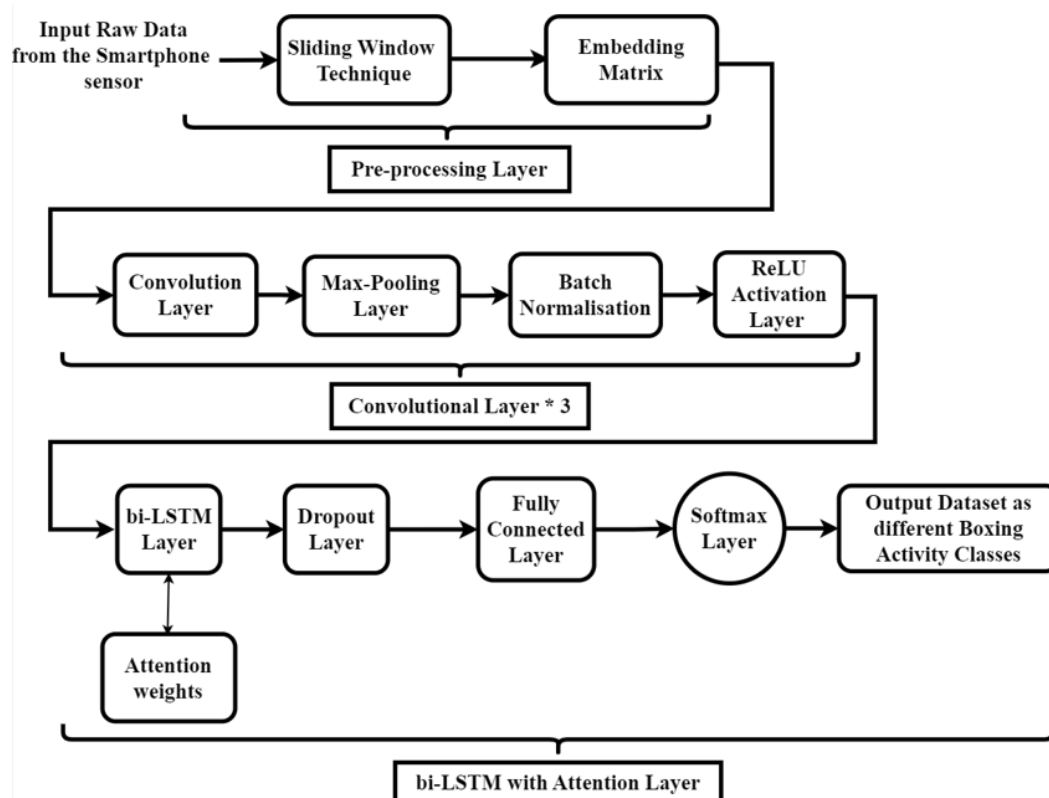 Input Raw Data
from the Smartphone
sensor
Sliding Window
Technique
Embedding
Matrix
Pre-processing Layer
Convolution
Layer
Max-Pooling
Layer
Batch
Normalisation
ReLU
Activation
Layer
Convolutional Layer * 3
bi-LSTM
Layer
Dropout
Layer
Fully
Connected
Layer
Softmax
Layer
Output Dataset as
different Boxing
Activity Classes
Attention
weights
bi-LSTM with Attention Layer